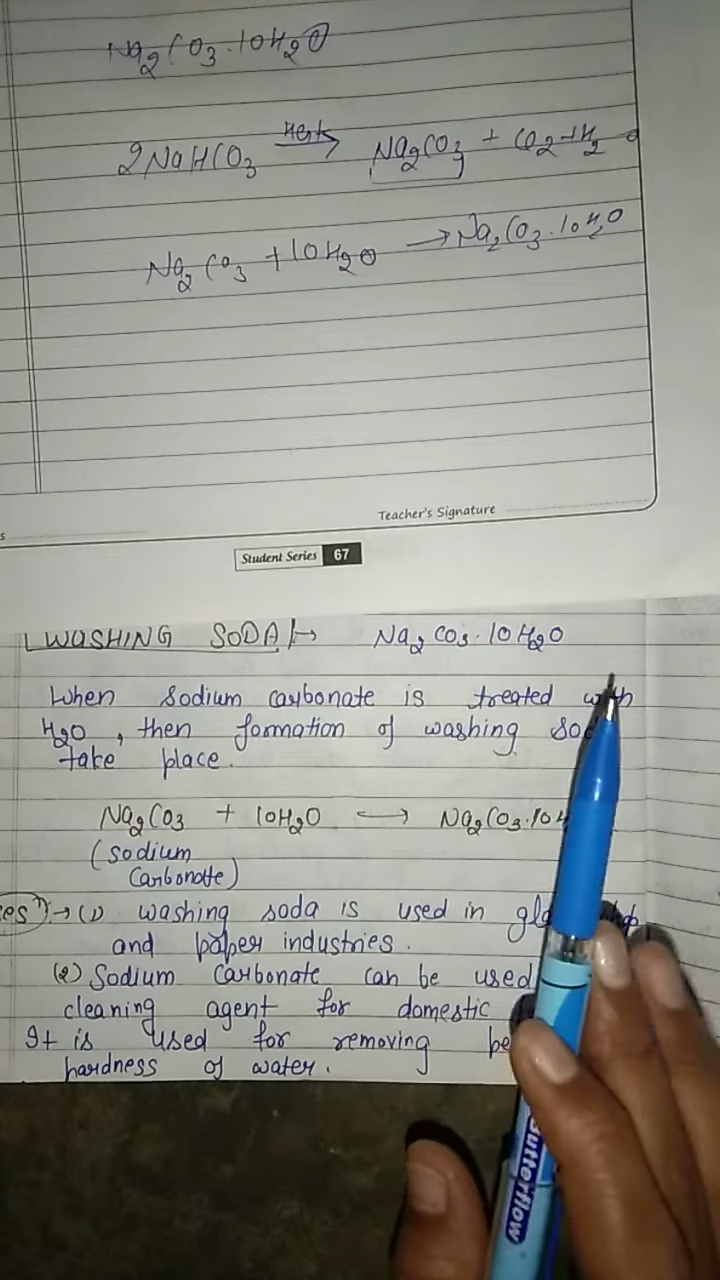 Na2CO3.10H2O
2NaHCO3 Heat→ Na2CO3 + CO2 + H2O
Na2CO3 + 10H2O → Na2CO3.10H2O
Teacher's Signature
s
Student Series 67
WASHING SODA :→ Na2CO3.10H2O
When Sodium carbonate is treated with
H2O, then formation of washing
take place.
Na2CO3 + 10H2O → Na2CO3.10H
(Sodium
Carbonate)
es" → (1) washing soda is used in
and paper industries.
(2) Sodium Carbonate can be used
cleaning agent for domestic
It is used for removing
hardness of water.
Butterflow